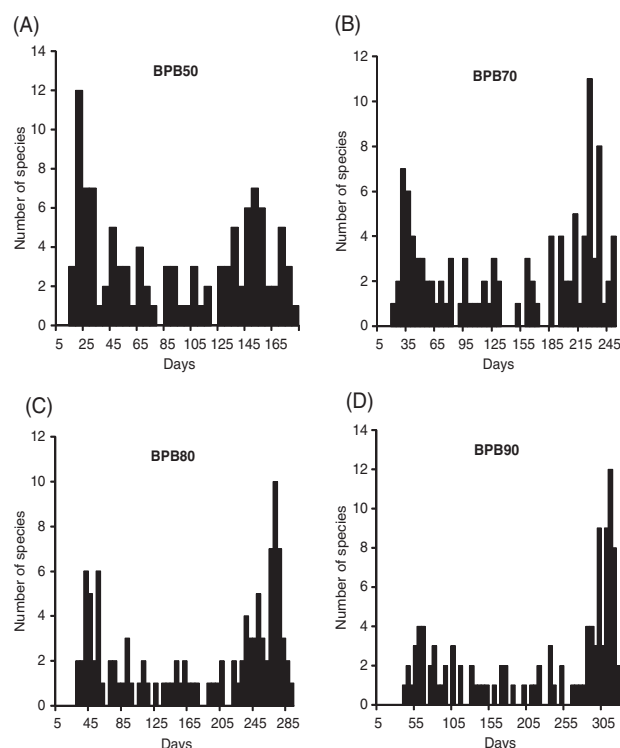 (A)
BPB50
14
12
10
8
6
4
2
0
Number of species
5 25 45 65 85 105 125 145 165
Days
(B)
BPB70
12
10
8
6
4
2
0
Number of species
5 35 65 95 125 155 185 215 245
Days
(C)
BPB80
12
10
8
6
4
2
0
Number of species
5 45 85 125 165 205 245 285
Days
(D)
BPB90
14
12
10
8
6
4
2
0
Number of species
5 55 105 155 205 255 305
Days